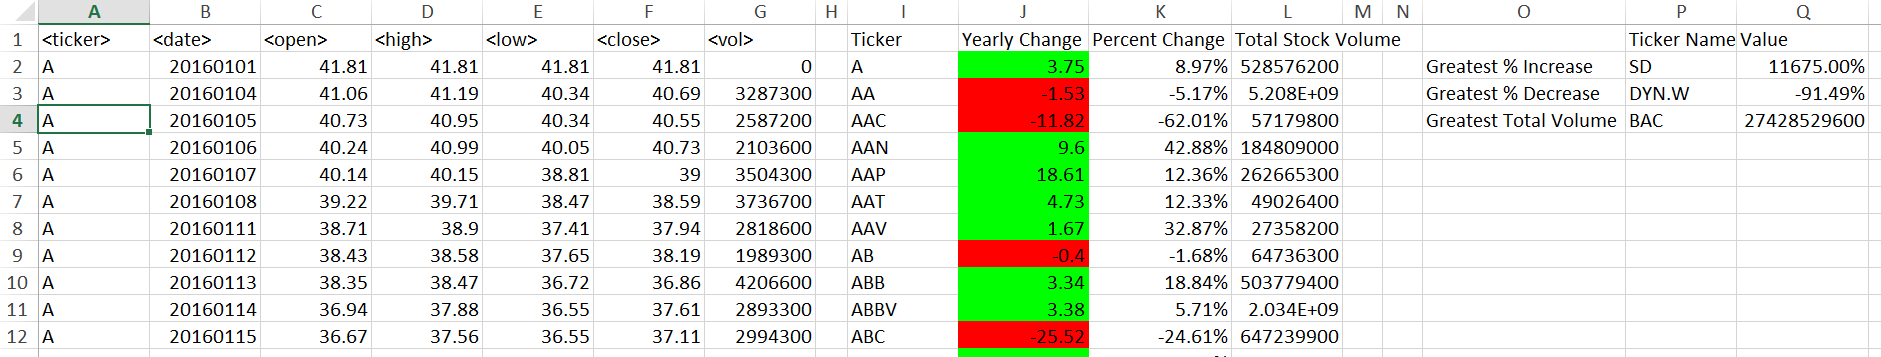 A B C D E F G H I J K L M N O P Q
1 <ticker> <date> <open> <high> <low> <close> <vol> Ticker Yearly Change Percent Change Total Stock Volume Ticker Name Value
2 A 20160101 41.81 41.81 41.81 41.81 0 A 3.75 8.97% 528576200 Greatest % Increase SD 11675.00%
3 A 20160104 41.06 41.19 40.34 40.69 3287300 AA -1.53 -5.17% 5.208E+09 Greatest % Decrease DYN.W -91.49%
4 A 20160105 40.73 40.95 40.34 40.55 2587200 AAC -11.82 -62.01% 57179800 Greatest Total Volume BAC 27428529600
5 A 20160106 40.24 40.99 40.05 40.73 2103600 AAN 9.6 42.88% 184809000
6 A 20160107 40.14 40.15 38.81 39 3504300 AAP 18.61 12.36% 262665300
7 A 20160108 39.22 39.71 38.47 38.59 3736700 AAT 4.73 12.33% 49026400
8 A 20160111 38.71 38.9 37.41 37.94 2818600 AAV 1.67 32.87% 27358200
9 A 20160112 38.43 38.58 37.65 38.19 1989300 AB -0.4 -1.68% 64736300
10 A 20160113 38.35 38.47 36.72 36.86 4206600 ABB 3.34 18.84% 503779400
11 A 20160114 36.94 37.88 36.55 37.61 2893300 ABBV 3.38 5.71% 2.034E+09
12 A 20160115 36.67 37.56 36.55 37.11 2994300 ABC -25.52 -24.61% 647239900